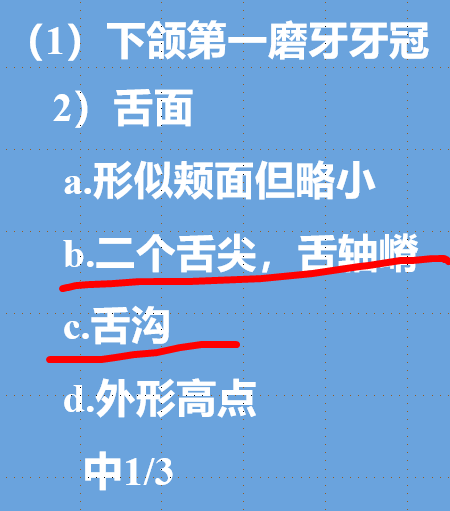 （1）下颌第一磨牙牙冠
2）舌面
a.形似颊面但略小
b.二个舌尖，舌轴嵴
c.舌沟
d.外形高点
中1/3